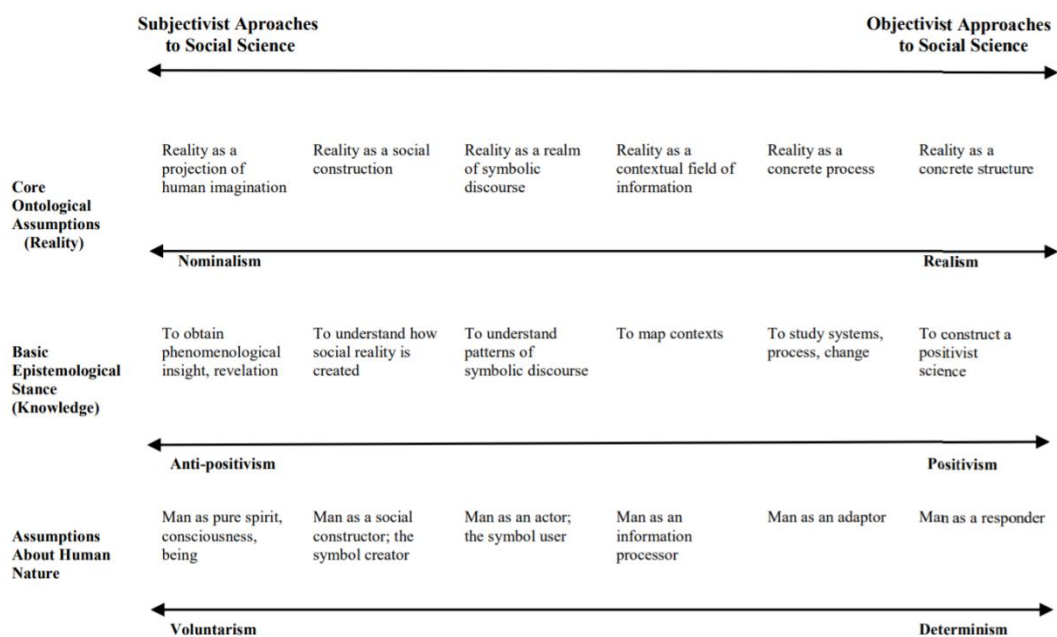 Subjectivist Aproaches
to Social Science
Objectivist Approaches
to Social Science
Core
Ontological
Assumptions
(Reality)
Reality as a
projection of
human imagination
Reality as a social
construction
Reality as a realm
of symbolic
discourse
Reality as a
contextual field of
information
Reality as a
concrete process
Reality as a
concrete structure
Nominalism
Realism
Basic
Epistemological
Stance
(Knowledge)
To obtain
phenomenological
insight, revelation
To understand how
social reality is
created
To understand
patterns of
symbolic discourse
To map contexts
To study systems,
process, change
To construct a
positivist
science
Anti-positivism
Positivism
Assumptions
About Human
Nature
Man as pure spirit,
consciousness,
being
Man as a social
constructor; the
symbol creator
Man as an actor;
the symbol user
Man as an
information
processor
Man as an adaptor
Man as a responder
Voluntarism
Determinism